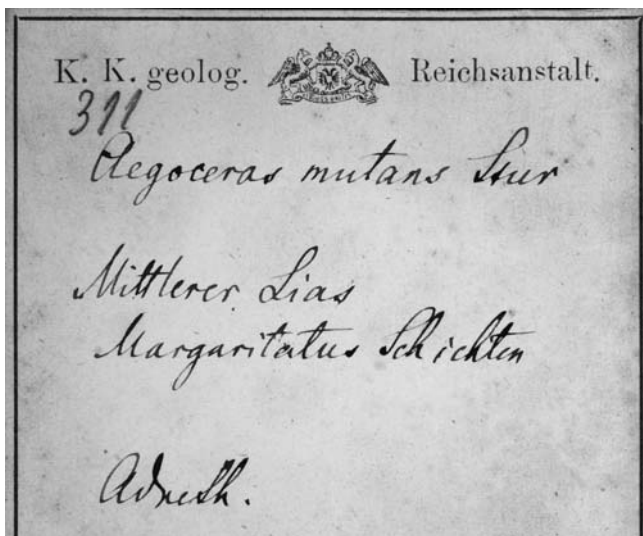 K. K. geolog. Reichsanstalt.
311
Aegoceras mutans Stur
Mittlerer Lias
Margaritatus Schichten
Adneth.